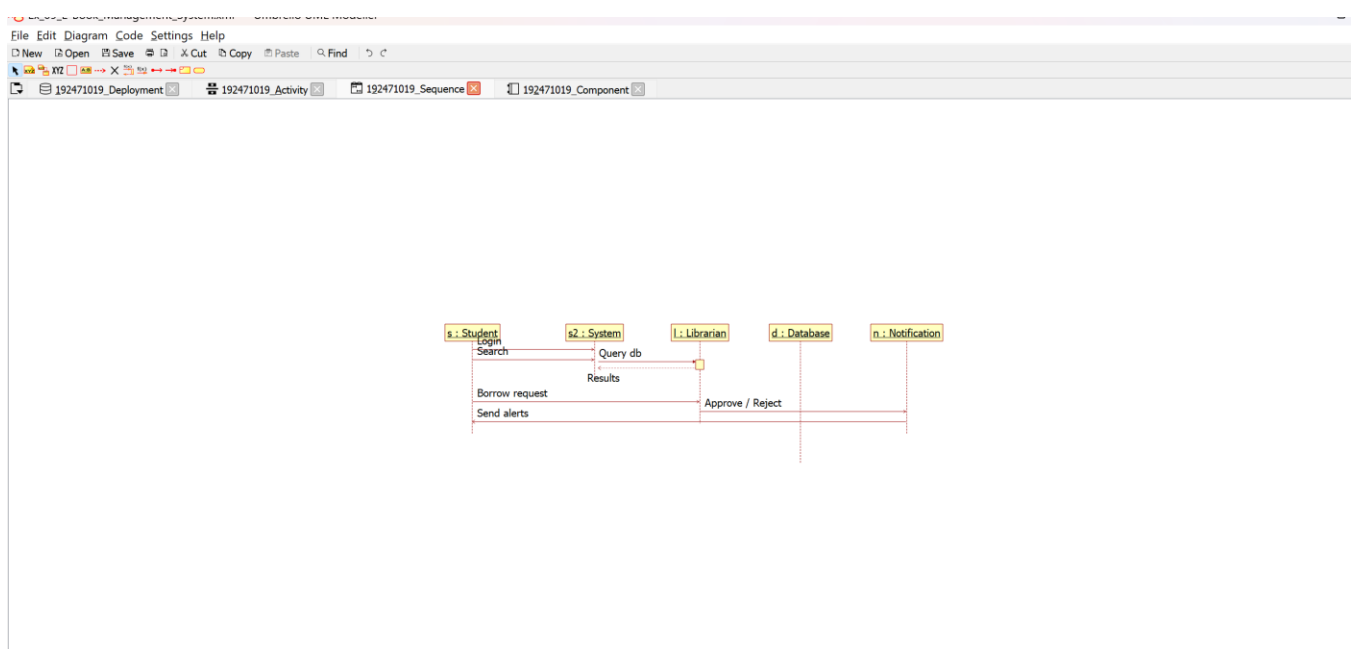 File Edit Diagram Code Settings Help
New Open Save Cut Copy Paste Find
XYZ
192471019_Deployment 192471019_Activity 192471019_Sequence 192471019_Component
s : Student s2 : System l : Librarian d : Database n : Notification
Login
Search
Query db
Results
Borrow request
Approve / Reject
Send alerts